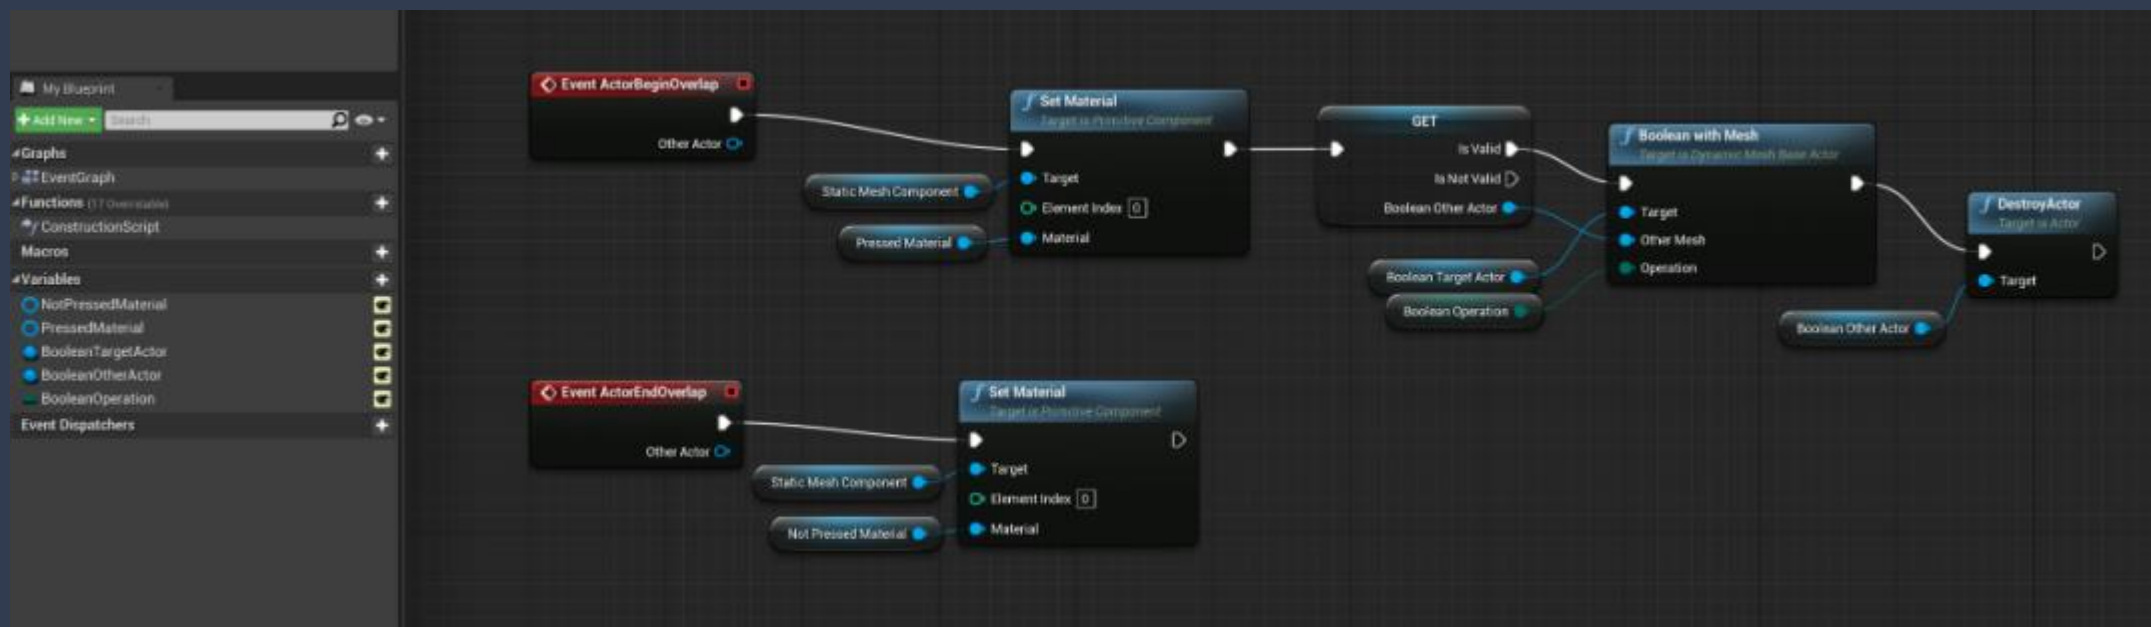 My Blueprint
Add New
Search
Graphs
EventGraph
Functions (17 Overridable)
ConstructionScript
Macros
Variables
NotPressedMaterial
PressedMaterial
BooleanTargetActor
BooleanOtherActor
BooleanOperation
Event Dispatchers
Event ActorBeginOverlap
Other Actor
Static Mesh Component
Pressed Material
Set Material
Target is Primitive Component
Target
Element Index 0
Material
GET
Is Valid
Is Not Valid
Boolean Other Actor
Boolean Target Actor
Boolean Operation
Boolean with Mesh
Target is Dynamic Mesh Base Actor
Target
Other Mesh
Operation
Boolean Other Actor
DestroyActor
Target is Actor
Target
Event ActorEndOverlap
Other Actor
Static Mesh Component
Not Pressed Material
Set Material
Target is Primitive Component
Target
Element Index 0
Material